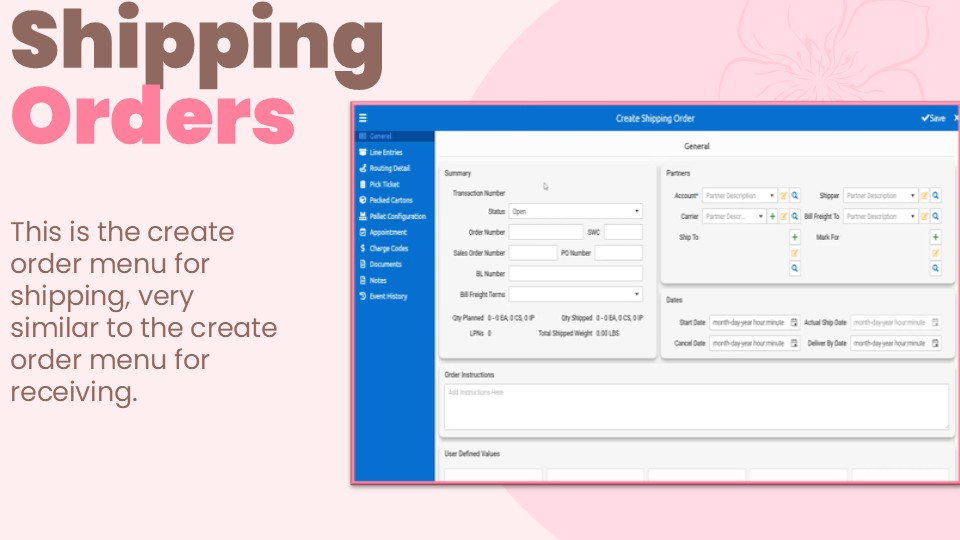 Shipping
Orders
This is the create
order menu for
shipping, very
similar to the create
order menu for
receiving.
Create Shipping Order
Save
General
Line Entries
Routing Detail
Pick Ticket
Packed Cartons
Pallet Configuration
Appointment
Charge Codes
Documents
Notes
Event History
General
Summary
Transaction Number
Status Open
Order Number SWC
Sales Order Number PO Number
BL Number
Bill Freight Terms
Qty Planned 0 - 0 EA, 0 CS, 0 IP Qty Shipped 0 - 0 EA, 0 CS, 0 IP
LPNs 0 Total Shipped Weight 0.00 LBS
Partners
Account* Partner Description Shipper Partner Description
Carrier Partner Descr... Bill Freight To Partner Description
Ship To Mark For
Dates
Start Date month-day-year hour:minute Actual Ship Date month-day-year hour:minute
Cancel Date month-day-year hour:minute Deliver By Date month-day-year hour:minute
Order Instructions
Add Instructions Here
User Defined Values